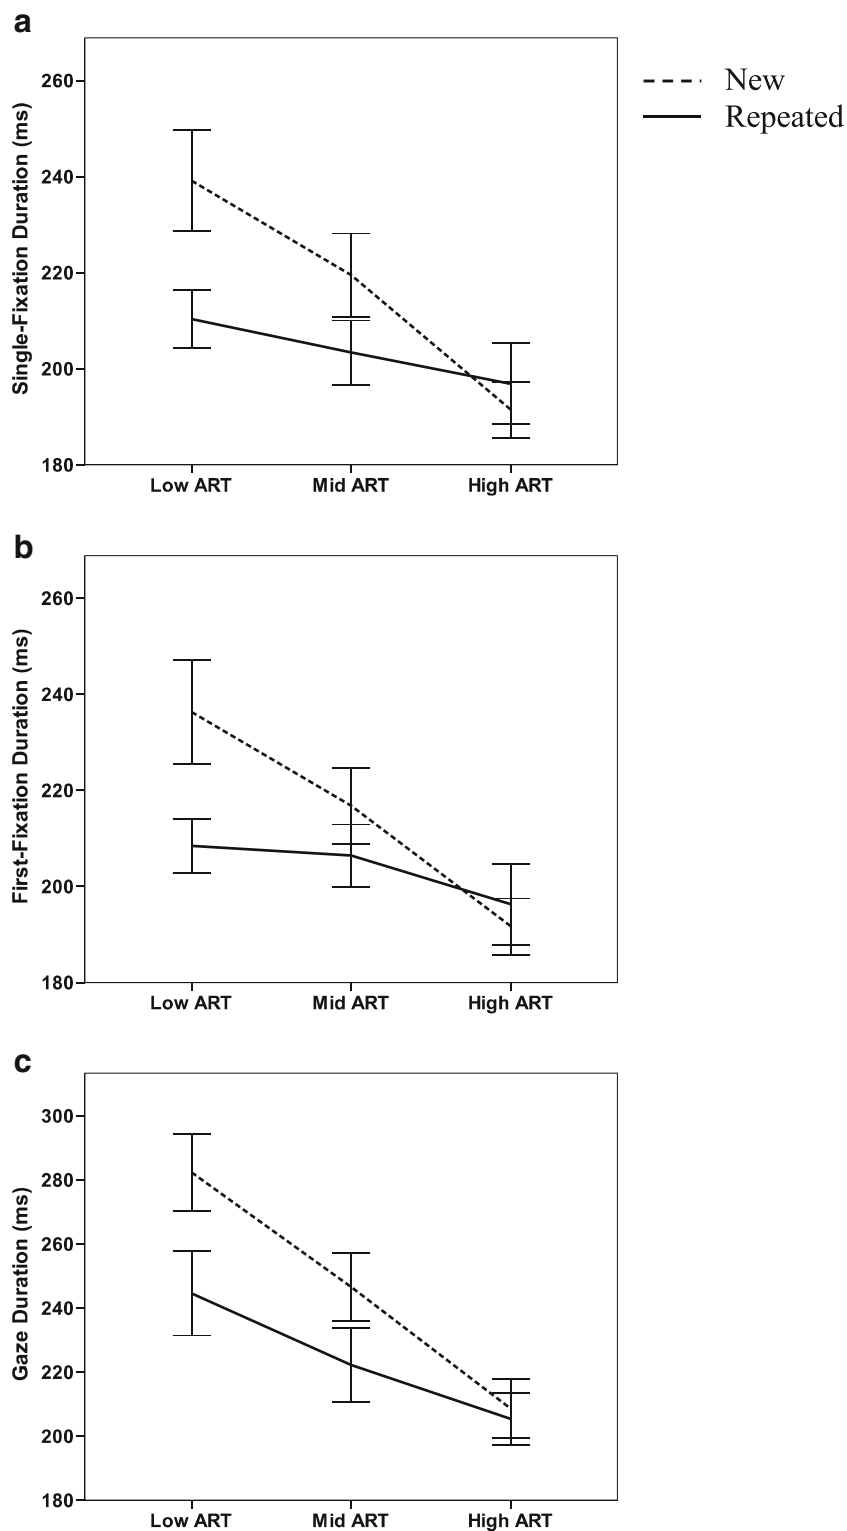 a
Single-Fixation Duration (ms)
260
240
220
200
180
Low ART Mid ART High ART
New
Repeated
b
First-Fixation Duration (ms)
260
240
220
200
180
Low ART Mid ART High ART
c
Gaze Duration (ms)
300
280
260
240
220
200
180
Low ART Mid ART High ART